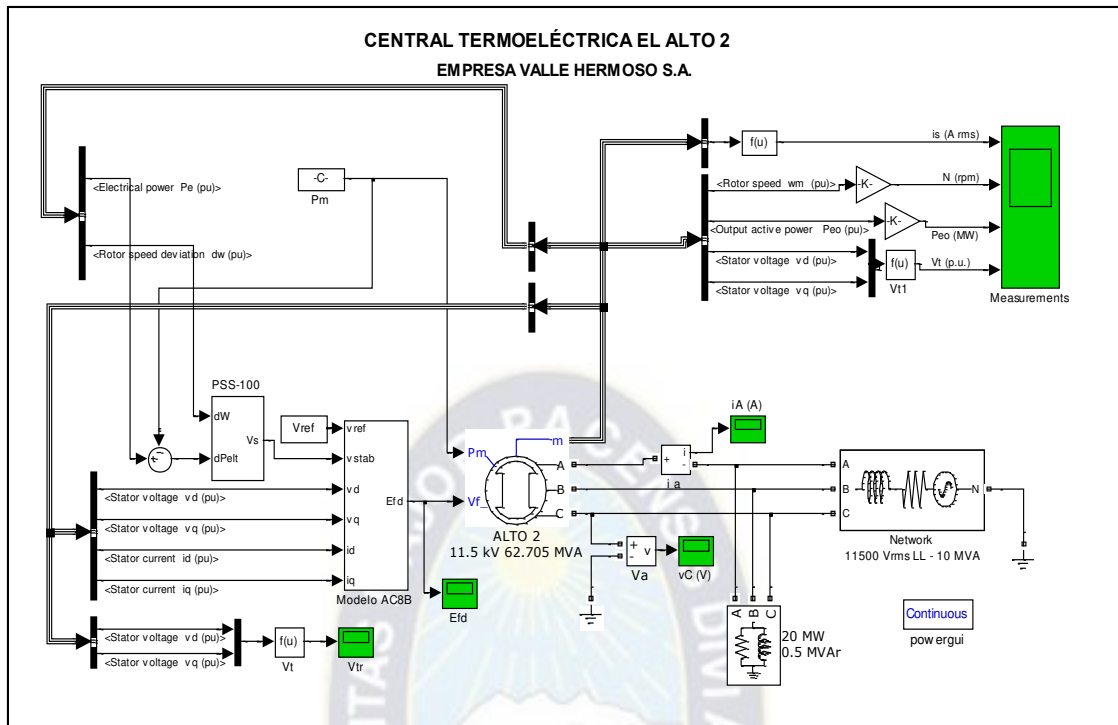 CENTRAL TERMOELÉCTRICA EL ALTO 2
EMPRESA VALLE HERMOSO S.A.
f(u)
is (A rms)
<Electrical power Pe (pu)>
-C-
Pm
<Rotor speed wm (pu)>
-K-
N (rpm)
-K-
<Output active power Peo (pu)>
Peo (MW)
<Rotor speed deviation dw (pu)>
<Stator voltage vd (pu)>
f(u)
Vt (p.u.)
<Stator voltage vq (pu)>
Vt1
Measurements
PSS-100
dW
Vs
dPelt
Vref
vref
vstab
vd
vq
id
iq
Efd
Modelo AC8B
<Stator voltage vd (pu)>
<Stator voltage vq (pu)>
<Stator current id (pu)>
<Stator current iq (pu)>
Pm
m
A
B
C
Vf_
ALTO 2
11.5 kV 62.705 MVA
iA (A)
+
i
-
i a
A
B
C
N
Network
11500 Vrms LL - 10 MVA
+
-
v
Va
vC (V)
Efd
A
B
C
20 MW
0.5 MVAr
Continuous
powergui
<Stator voltage vd (pu)>
<Stator voltage vq (pu)>
f(u)
Vt
Vtr